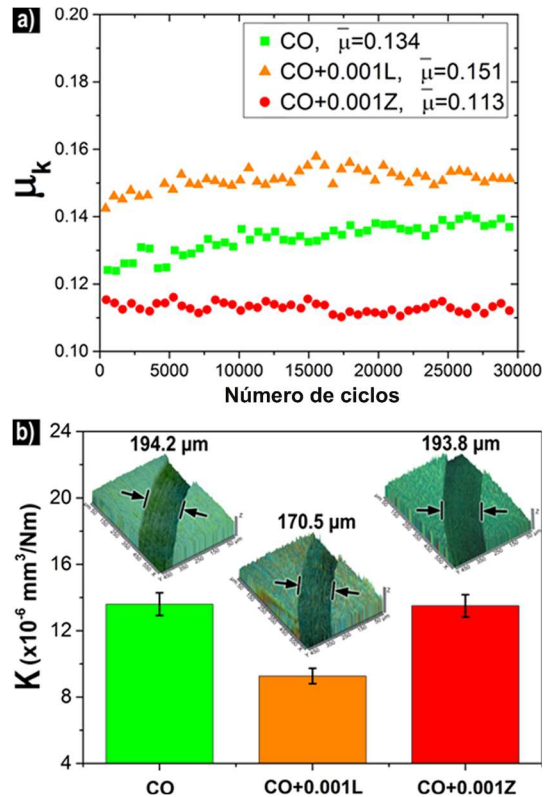 a)
0.20
0.18
0.16
0.14
0.12
0.10
μk
CO, μ̅=0.134
CO+0.001L, μ̅=0.151
CO+0.001Z, μ̅=0.113
0 5000 10000 15000 20000 25000 30000
Número de ciclos
b)
24
20
16
12
8
4
K (x10⁻⁶ mm³/Nm)
194.2 μm
170.5 μm
193.8 μm
CO CO+0.001L CO+0.001Z